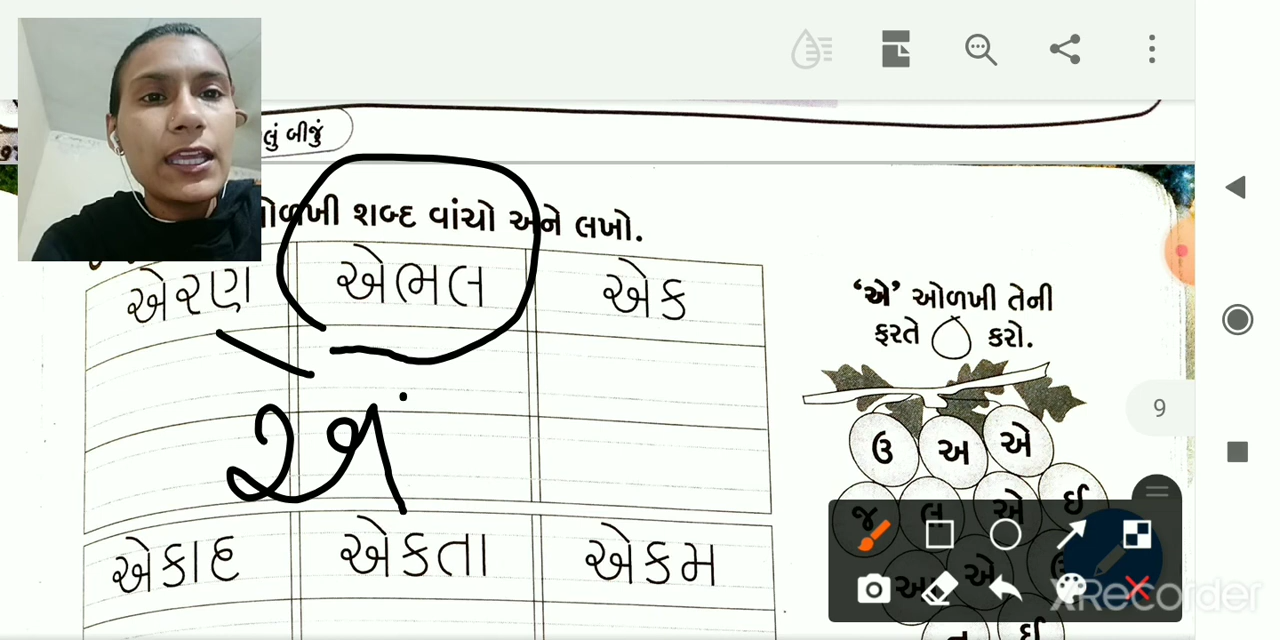 લું બીજું
ઓળખી શબ્દ વાંચો અને લખો.
એરણ એભલ એક
'એ' ઓળખી તેની
ફરતે કરો.
9
ઉ અ એ
જ લ એ ઈ
એકાદ એકતા એકમ
એ
XRecorder